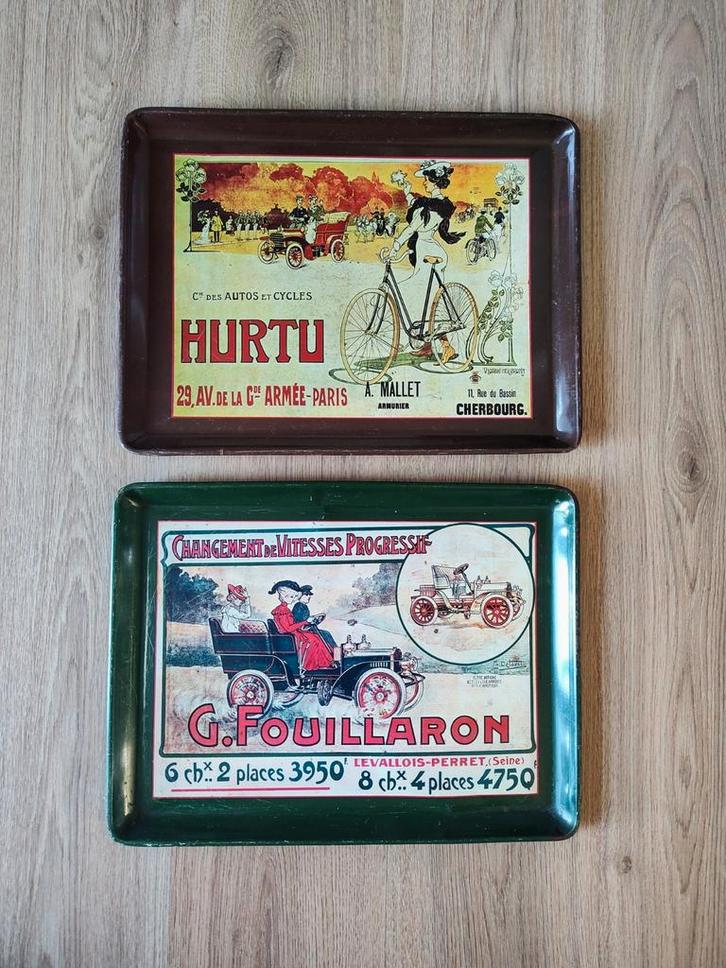 Cie DES AUTOS ET CYCLES
HURTU
29, AV. DE LA Gde ARMÉE-PARIS
A. MALLET
ARMURIER
11, Rue du Bassin
CHERBOURG.
CHANGEMENT DE VITESSES PROGRESSIF
G. FOUILLARON
LEVALLOIS-PERRET, (Seine)
6 chx.. 2 places 3950f
8 chx.. 4 places 4750f